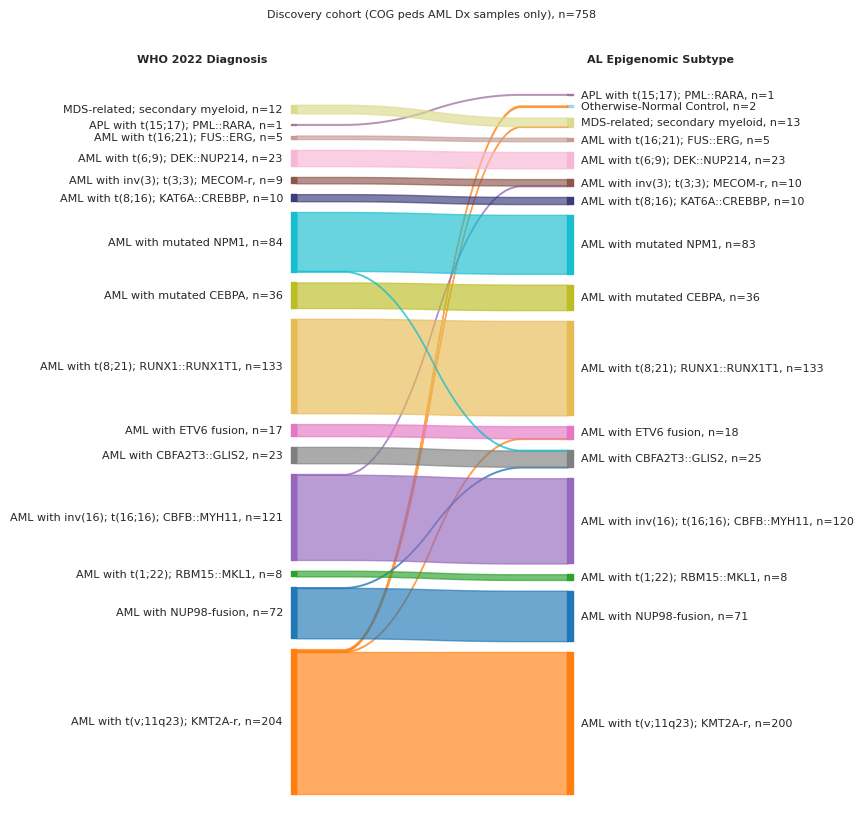 Discovery cohort (COG peds AML Dx samples only), n=758
WHO 2022 Diagnosis
MDS-related; secondary myeloid, n=12
APL with t(15;17); PML::RARA, n=1
AML with t(16;21); FUS::ERG, n=5
AML with t(6;9); DEK::NUP214, n=23
AML with inv(3); t(3;3); MECOM-r, n=9
AML with t(8;16); KAT6A::CREBBP, n=10
AML with mutated NPM1, n=84
AML with mutated CEBPA, n=36
AML with t(8;21); RUNX1::RUNX1T1, n=133
AML with ETV6 fusion, n=17
AML with CBFA2T3::GLIS2, n=23
AML with inv(16); t(16;16); CBFB::MYH11, n=121
AML with t(1;22); RBM15::MKL1, n=8
AML with NUP98-fusion, n=72
AML with t(v;11q23); KMT2A-r, n=204
AL Epigenomic Subtype
APL with t(15;17); PML::RARA, n=1
Otherwise-Normal Control, n=2
MDS-related; secondary myeloid, n=13
AML with t(16;21); FUS::ERG, n=5
AML with t(6;9); DEK::NUP214, n=23
AML with inv(3); t(3;3); MECOM-r, n=10
AML with t(8;16); KAT6A::CREBBP, n=10
AML with mutated NPM1, n=83
AML with mutated CEBPA, n=36
AML with t(8;21); RUNX1::RUNX1T1, n=133
AML with ETV6 fusion, n=18
AML with CBFA2T3::GLIS2, n=25
AML with inv(16); t(16;16); CBFB::MYH11, n=120
AML with t(1;22); RBM15::MKL1, n=8
AML with NUP98-fusion, n=71
AML with t(v;11q23); KMT2A-r, n=200